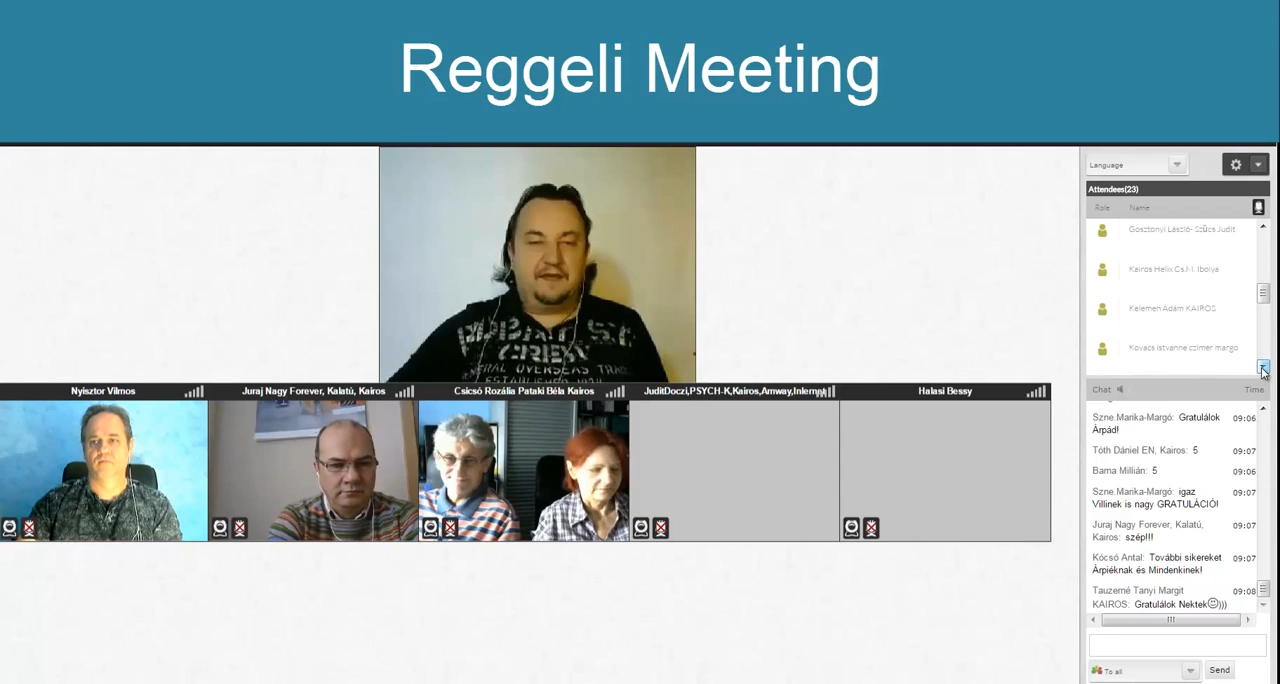 Reggeli Meeting
Language
Attendees(23)
Role Name
Gosztonyi László- Szűcs Judit
Kairos Helix Cs.M. Ibolya
Kelemen Ádám KAIROS
Kovacs istvanne czimer margo
Nyisztor Vilmos
Juraj Nagy Forever, Kalatú, Kairos
Csicsó Rozália Pataki Béla Kairos
JuditDoczi,PSYCH-K,Kairos,Amway
Halasi Bessy
Chat Time
Szne.Marika-Margó: Gratulálok 09:06
Árpád!
Tóth Dániel EN, Kairos: 5 09:07
Barna Millián: 5 09:06
Szne.Marika-Margó: igaz 09:07
Villinek is nagy GRATULÁCIÓ!
Juraj Nagy Forever, Kalatú, 09:07
Kairos: szép!!!
Kócsó Antal: További sikereket 09:07
Árpiéknak és Mindenkinek!
Tauzerné Tanyi Margit 09:08
KAIROS: Gratulálok Nektek☺)))
To all Send
GENERAL OVERSEAS TRADE